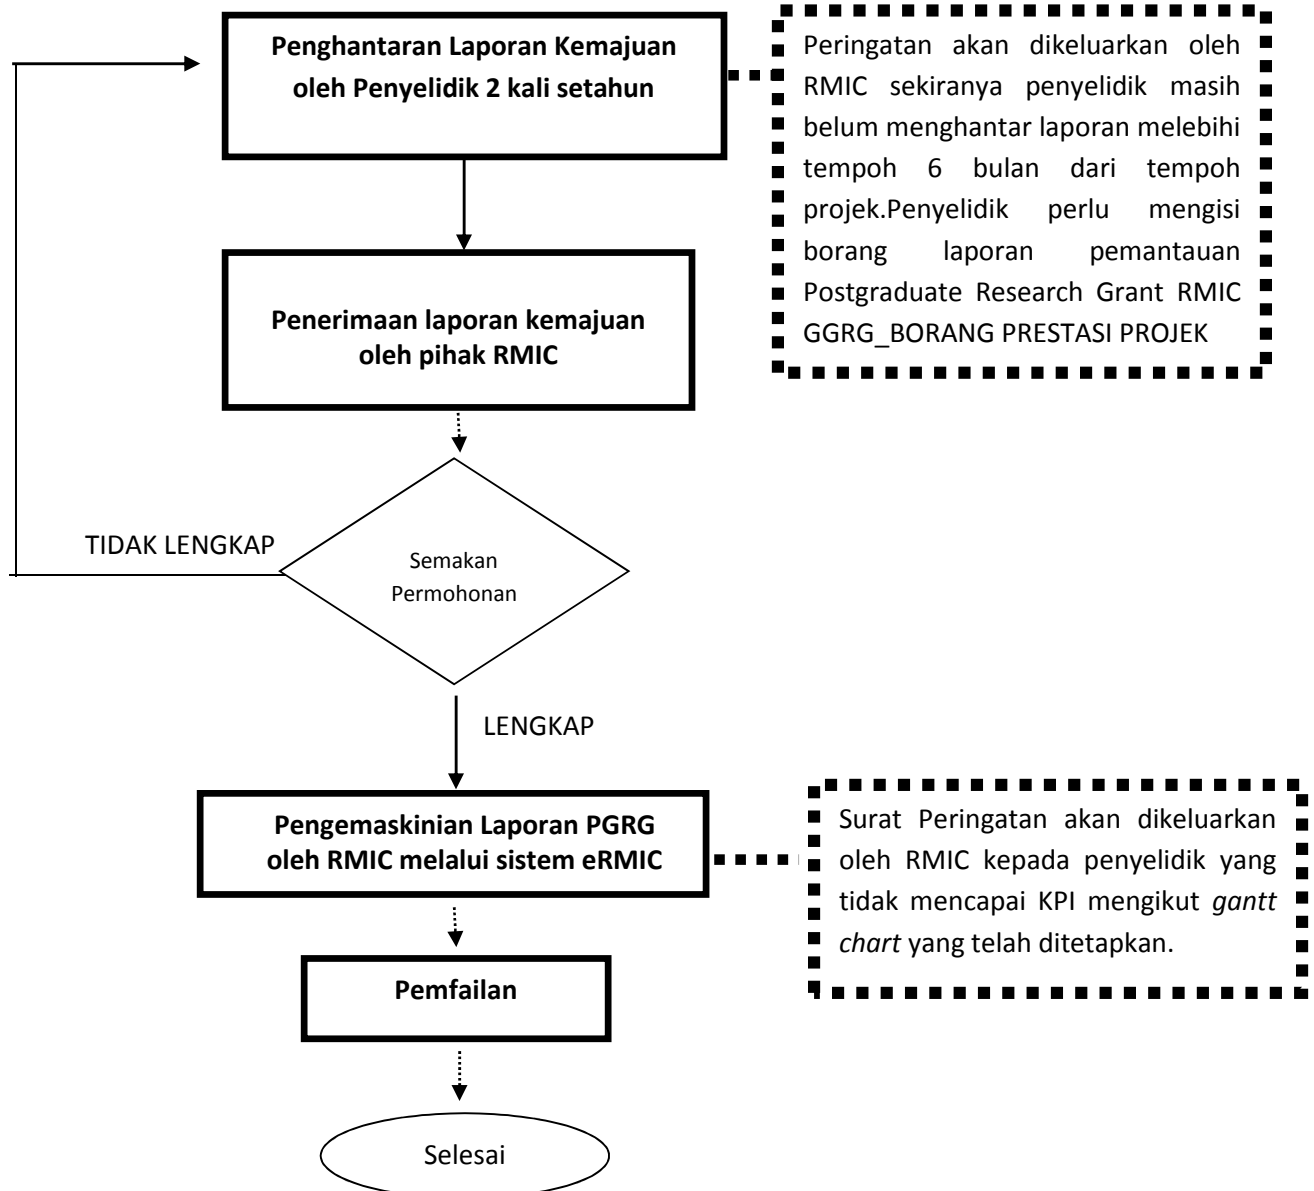 Penghantaran Laporan Kemajuan
oleh Penyelidik 2 kali setahun
Peringatan akan dikeluarkan oleh
RMIC sekiranya penyelidik masih
belum menghantar laporan melebihi
tempoh 6 bulan dari tempoh
projek.Penyelidik perlu mengisi
borang laporan pemantauan
Postgraduate Research Grant RMIC
GGRG_BORANG PRESTASI PROJEK
Penerimaan laporan kemajuan
oleh pihak RMIC
TIDAK LENGKAP
Semakan
Permohonan
LENGKAP
Pengemaskinian Laporan PGRG
oleh RMIC melalui sistem eRMIC
Surat Peringatan akan dikeluarkan
oleh RMIC kepada penyelidik yang
tidak mencapai KPI mengikut gantt
chart yang telah ditetapkan.
Pemfailan
Selesai